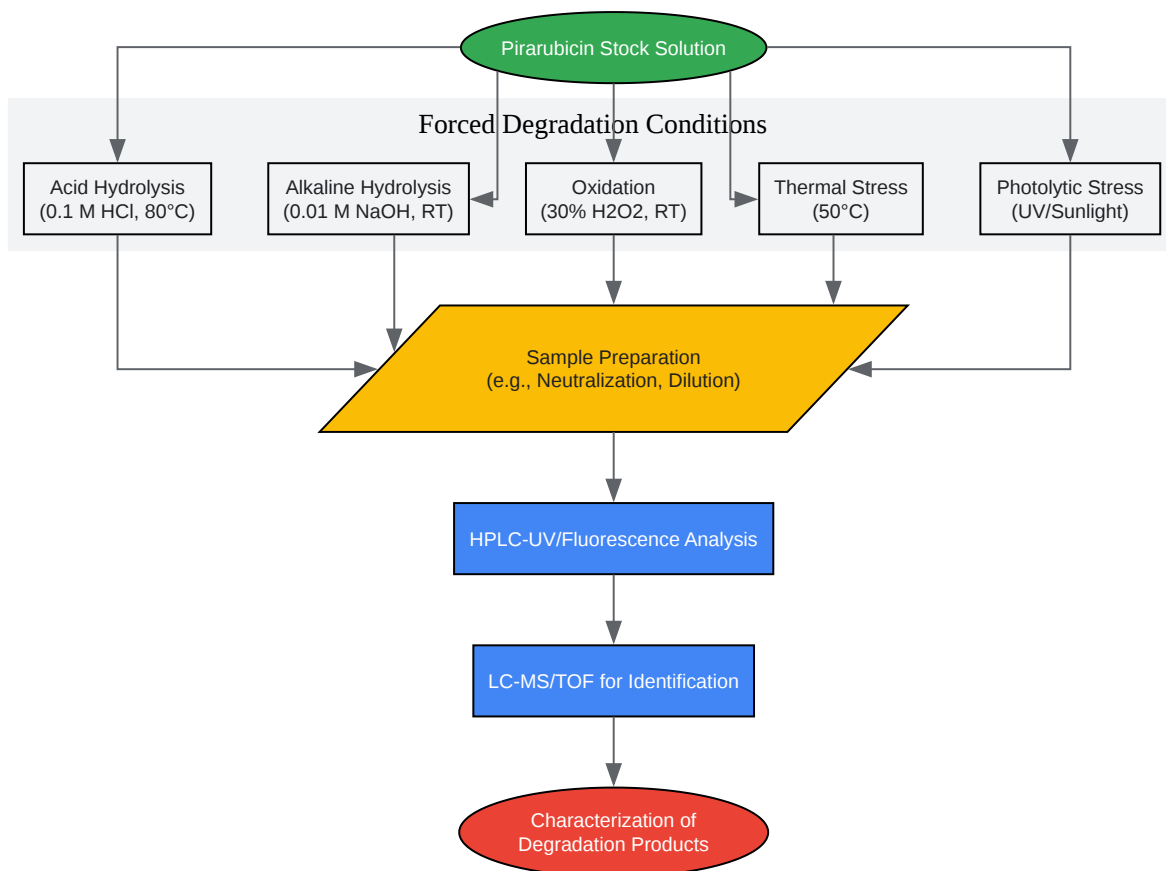 Pirarubicin Stock Solution
Forced Degradation Conditions
Acid Hydrolysis
(0.1 M HCl, 80°C)
Alkaline Hydrolysis
(0.01 M NaOH, RT)
Oxidation
(30% H2O2, RT)
Thermal Stress
(50°C)
Photolytic Stress
(UV/Sunlight)
Sample Preparation
(e.g., Neutralization, Dilution)
HPLC-UV/Fluorescence Analysis
LC-MS/TOF for Identification
Characterization of
Degradation Products